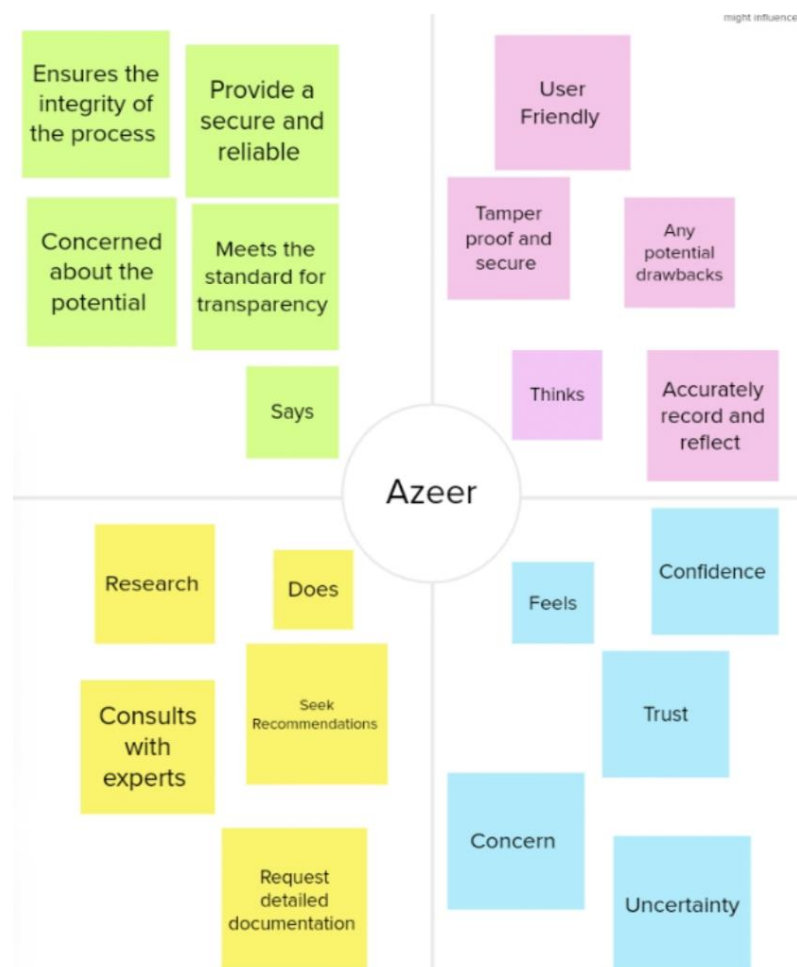 might influence
Ensures the
integrity of
the process
Provide a
secure and
reliable
Concerned
about the
potential
Meets the
standard for
transparency
Says
User
Friendly
Tamper
proof and
secure
Any
potential
drawbacks
Thinks
Accurately
record and
reflect
Azeer
Research
Does
Consults
with
experts
Seek
Recommendations
Request
detailed
documentation
Feels
Confidence
Trust
Concern
Uncertainty